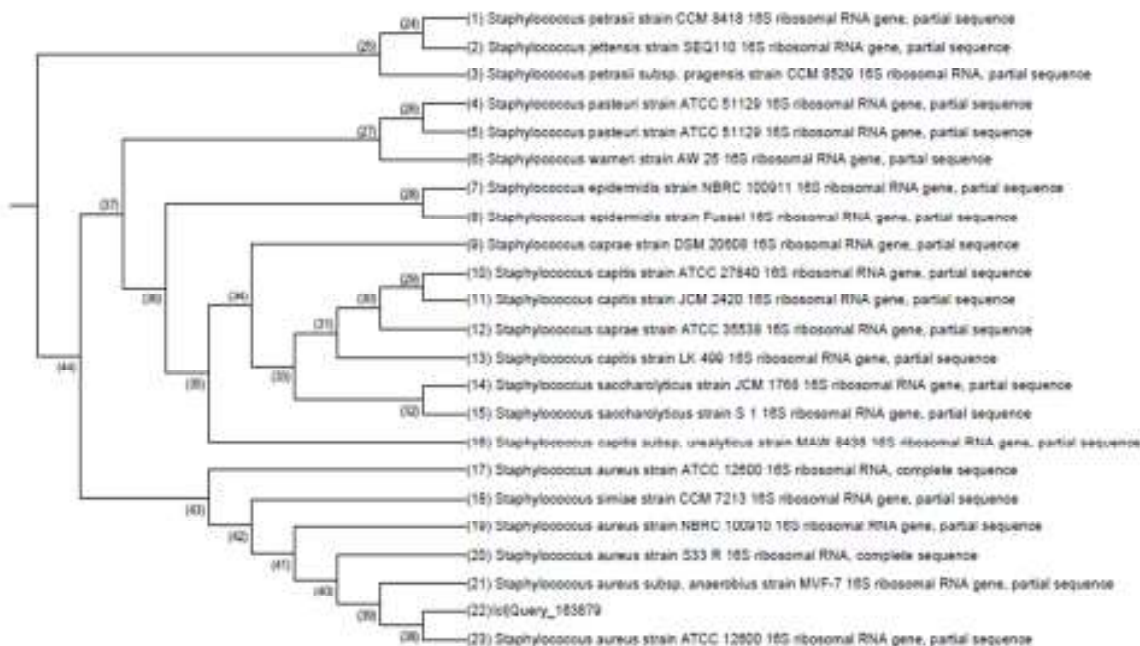 (24)
(1) Staphylococcus petrasii strain CCM 8418 16S ribosomal RNA gene, partial sequence
(25)
(2) Staphylococcus jettensis strain SEQ110 16S ribosomal RNA gene, partial sequence
(3) Staphylococcus petrasii subsp. pragensis strain CCM 8529 16S ribosomal RNA, partial sequence
(26)
(4) Staphylococcus pasteuri strain ATCC 51129 16S ribosomal RNA gene, partial sequence
(27)
(5) Staphylococcus pasteuri strain ATCC 51129 16S ribosomal RNA gene, partial sequence
(6) Staphylococcus warneri strain AW 25 16S ribosomal RNA gene, partial sequence
(28)
(7) Staphylococcus epidermidis strain NBRC 100911 16S ribosomal RNA gene, partial sequence
(37)
(8) Staphylococcus epidermidis strain Fussel 16S ribosomal RNA gene, partial sequence
(9) Staphylococcus caprae strain DSM 20608 16S ribosomal RNA gene, partial sequence
(29)
(10) Staphylococcus capitis strain ATCC 27840 16S ribosomal RNA gene, partial sequence
(36)
(34)
(30)
(11) Staphylococcus capitis strain JCM 2420 16S ribosomal RNA gene, partial sequence
(31)
(12) Staphylococcus caprae strain ATCC 35538 16S ribosomal RNA gene, partial sequence
(44)
(13) Staphylococcus capitis strain LK 499 16S ribosomal RNA gene, partial sequence
(35)
(33)
(14) Staphylococcus saccharolyticus strain JCM 1768 16S ribosomal RNA gene, partial sequence
(32)
(15) Staphylococcus saccharolyticus strain S 1 16S ribosomal RNA gene, partial sequence
(16) Staphylococcus capitis subsp. urealyticus strain MAW 8436 16S ribosomal RNA gene, partial sequence
(17) Staphylococcus aureus strain ATCC 12600 16S ribosomal RNA, complete sequence
(43)
(18) Staphylococcus simiae strain CCM 7213 16S ribosomal RNA gene, partial sequence
(42)
(19) Staphylococcus aureus strain NBRC 100910 16S ribosomal RNA gene, partial sequence
(41)
(20) Staphylococcus aureus strain S33 R 16S ribosomal RNA, complete sequence
(40)
(21) Staphylococcus aureus subsp. anaerobius strain MVF-7 16S ribosomal RNA gene, partial sequence
(39)
(22)lcl|Query_163879
(38)
(23) Staphylococcus aureus strain ATCC 12600 16S ribosomal RNA gene, partial sequence